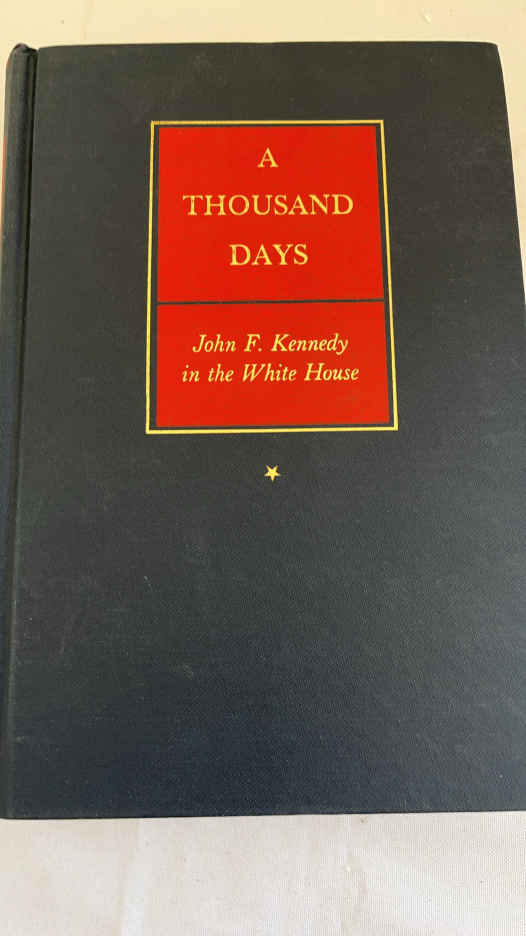 A
THOUSAND
DAYS
John F. Kennedy
in the White House